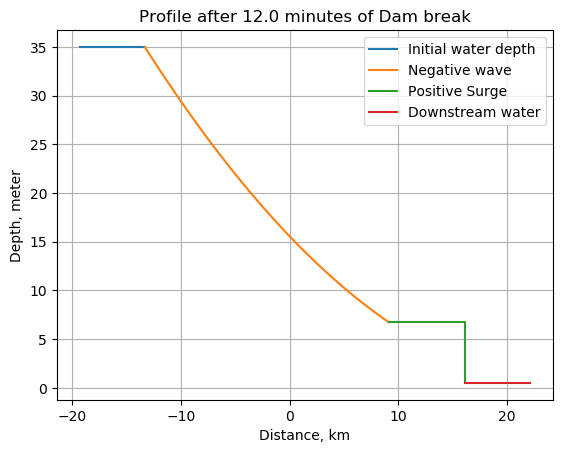 Profile after 12.0 minutes of Dam break
Initial water depth
Negative wave
Positive Surge
Downstream water
Depth, meter
35
30
25
20
15
10
5
0
−20
−10
0
10
20
Distance, km